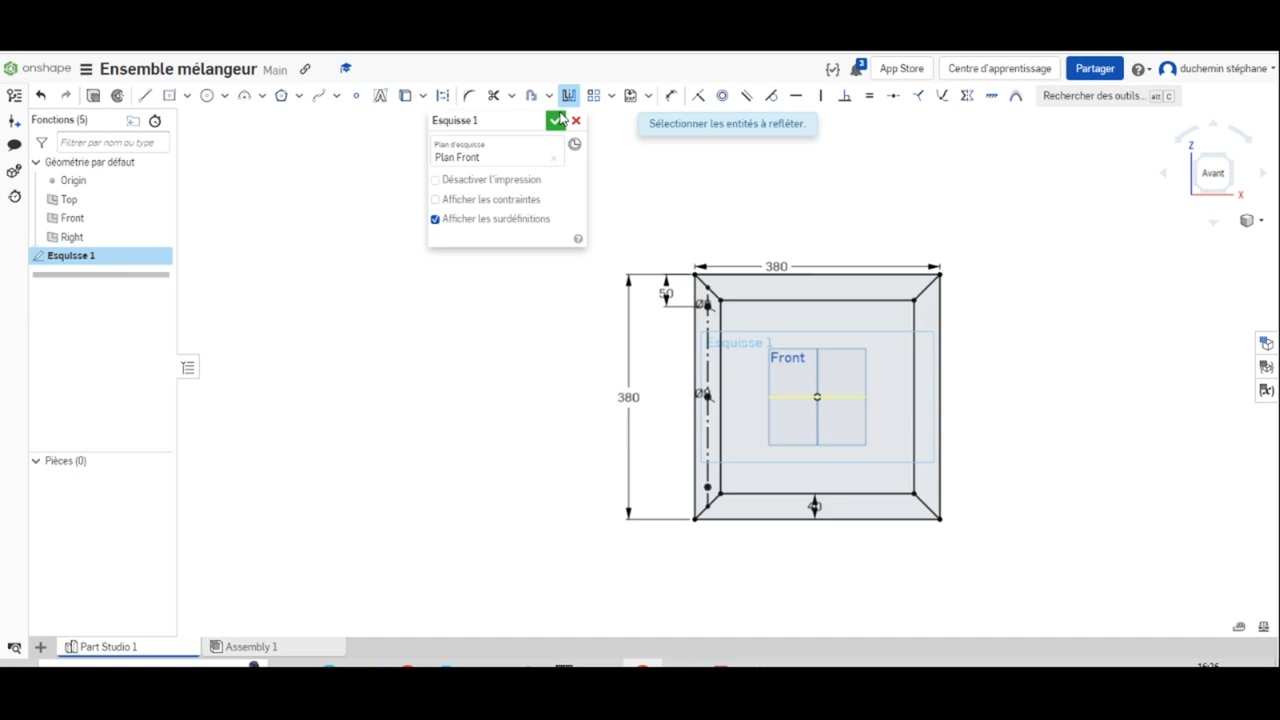 onshape Ensemble mélangeur Main 3 App Store Centre d'apprentissage Partager duchemin stéphane
Rechercher des outils... alt C
Fonctions (5)
Filtrer par nom ou type
Géométrie par défaut
Origin
Top
Front
Right
Esquisse 1
Pièces (0)
Esquisse 1
Plan d'esquisse
Plan Front
Désactiver l'impression
Afficher les contraintes
Afficher les surdéfinitions
Sélectionner les entités à refléter.
Z
Avant
X
380
50
Esquisse 1
Front
380
40
Part Studio 1
Assembly 1